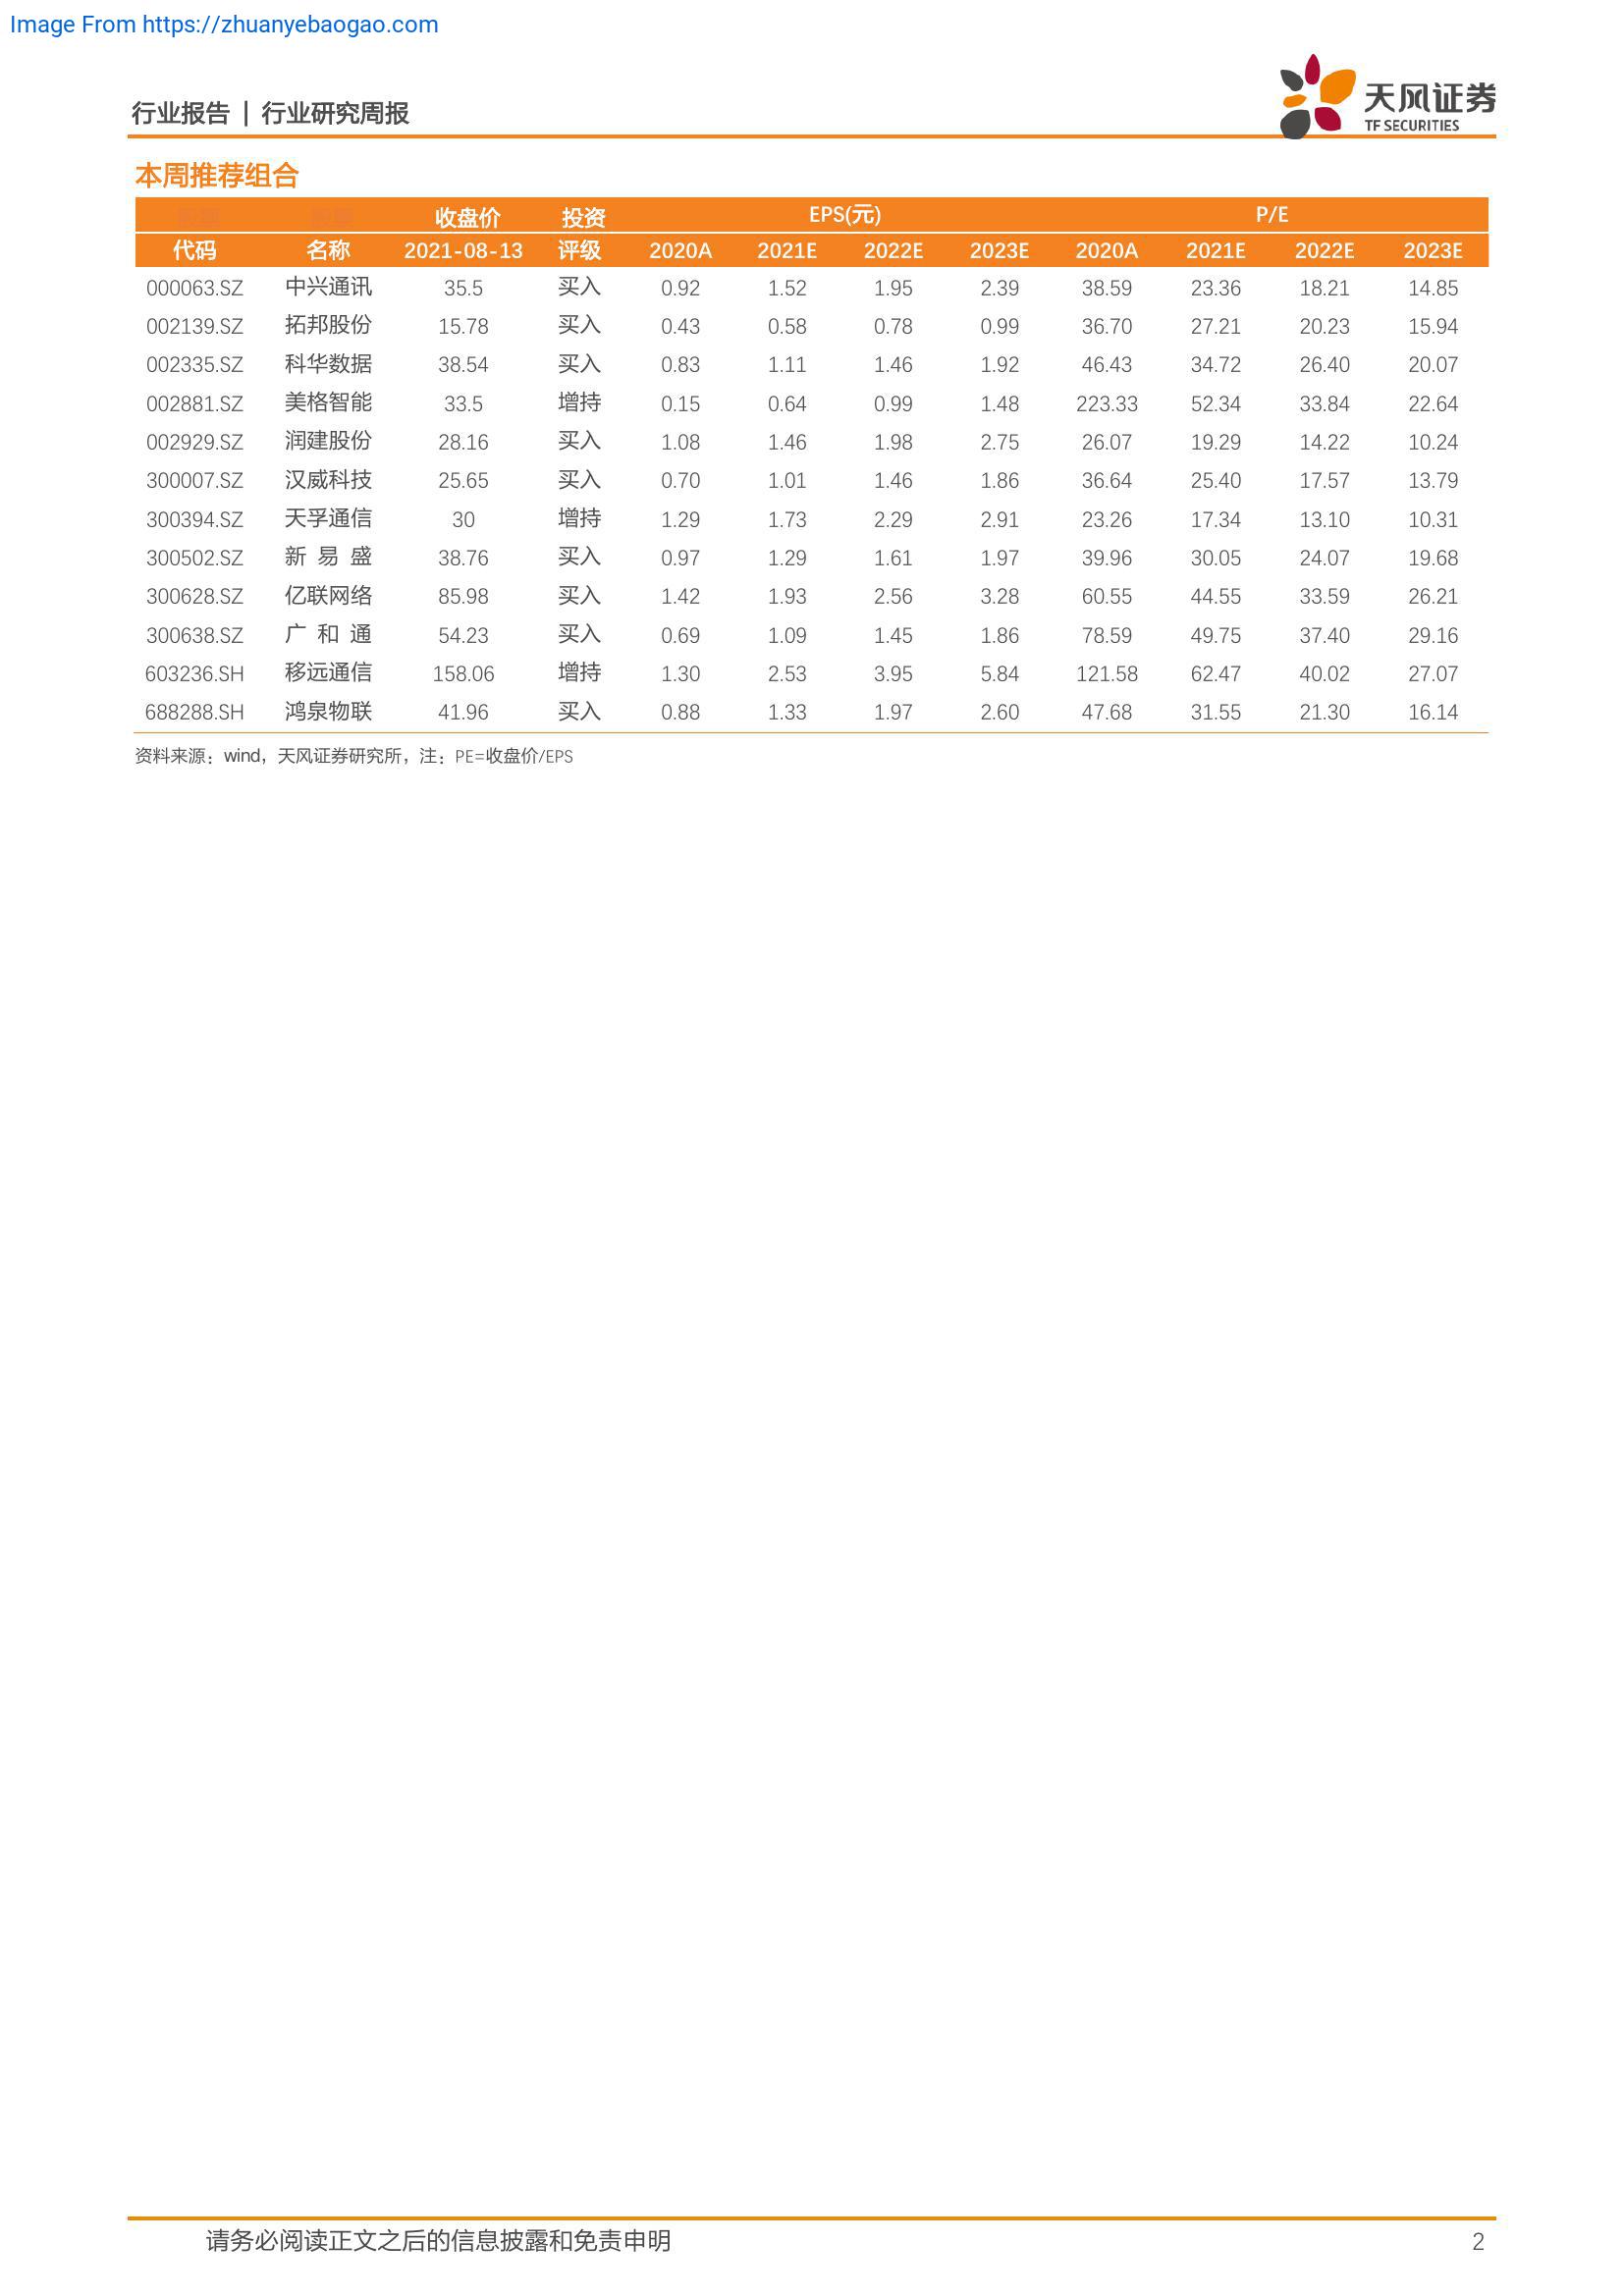 Image From https://zhuanyebaogao.com
行业报告 | 行业研究周报
天风证券
TF SECURITIES
本周推荐组合
收盘价 投资 EPS(元) P/E
代码 名称 2021-08-13 评级 2020A 2021E 2022E 2023E 2020A 2021E 2022E 2023E
000063.SZ 中兴通讯 35.5 买入 0.92 1.52 1.95 2.39 38.59 23.36 18.21 14.85
002139.SZ 拓邦股份 15.78 买入 0.43 0.58 0.78 0.99 36.70 27.21 20.23 15.94
002335.SZ 科华数据 38.54 买入 0.83 1.11 1.46 1.92 46.43 34.72 26.40 20.07
002881.SZ 美格智能 33.5 增持 0.15 0.64 0.99 1.48 223.33 52.34 33.84 22.64
002929.SZ 润建股份 28.16 买入 1.08 1.46 1.98 2.75 26.07 19.29 14.22 10.24
300007.SZ 汉威科技 25.65 买入 0.70 1.01 1.46 1.86 36.64 25.40 17.57 13.79
300394.SZ 天孚通信 30 增持 1.29 1.73 2.29 2.91 23.26 17.34 13.10 10.31
300502.SZ 新 易 盛 38.76 买入 0.97 1.29 1.61 1.97 39.96 30.05 24.07 19.68
300628.SZ 亿联网络 85.98 买入 1.42 1.93 2.56 3.28 60.55 44.55 33.59 26.21
300638.SZ 广 和 通 54.23 买入 0.69 1.09 1.45 1.86 78.59 49.75 37.40 29.16
603236.SH 移远通信 158.06 增持 1.30 2.53 3.95 5.84 121.58 62.47 40.02 27.07
688288.SH 鸿泉物联 41.96 买入 0.88 1.33 1.97 2.60 47.68 31.55 21.30 16.14
资料来源：wind，天风证券研究所，注：PE=收盘价/EPS
请务必阅读正文之后的信息披露和免责申明 2